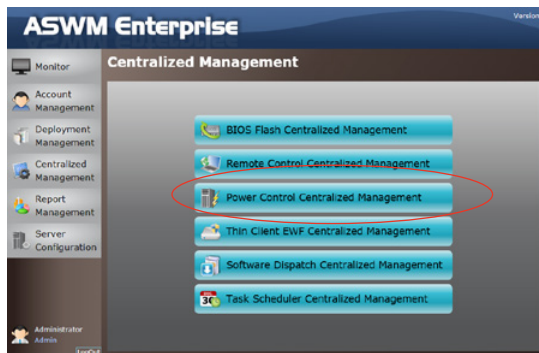 ASWM Enterprise
Version
Monitor
Centralized Management
Account
Management
Deployment
Management
Centralized
Management
Report
Management
Server
Configuration
BIOS Flash Centralized Management
Remote Control Centralized Management
Power Control Centralized Management
Thin Client EWF Centralized Management
Software Dispatch Centralized Management
30
Task Scheduler Centralized Management
Administrator
Admin
LogOut